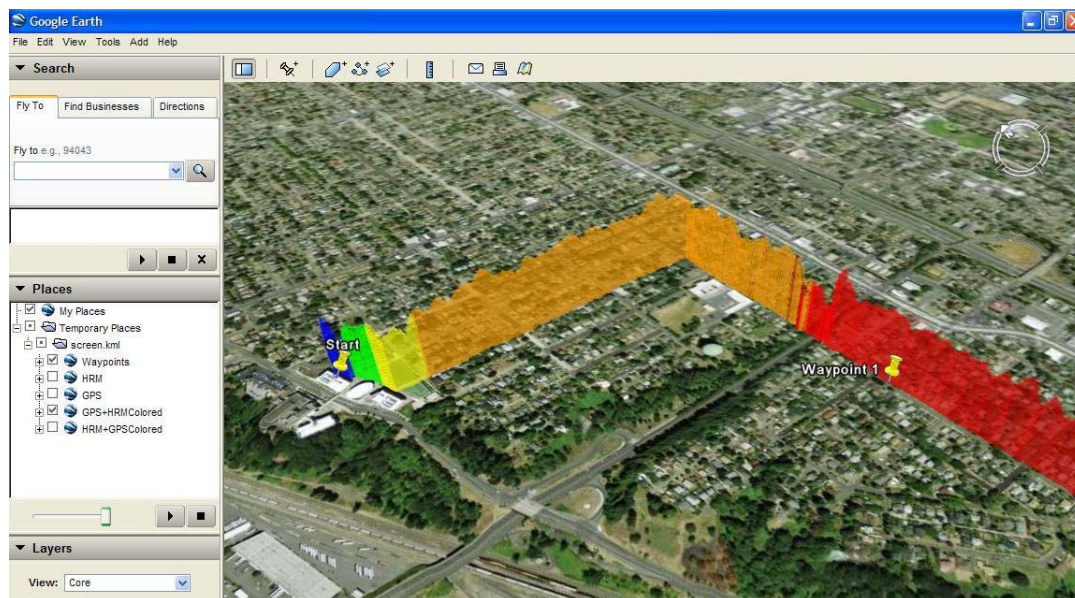 Google Earth
File Edit View Tools Add Help
Search
Fly To Find Businesses Directions
Fly to e.g., 94043
Places
My Places
Temporary Places
screen.kml
Waypoints
HRM
GPS
GPS+HRMColored
HRM+GPSColored
Layers
View: Core
Start
Waypoint 1